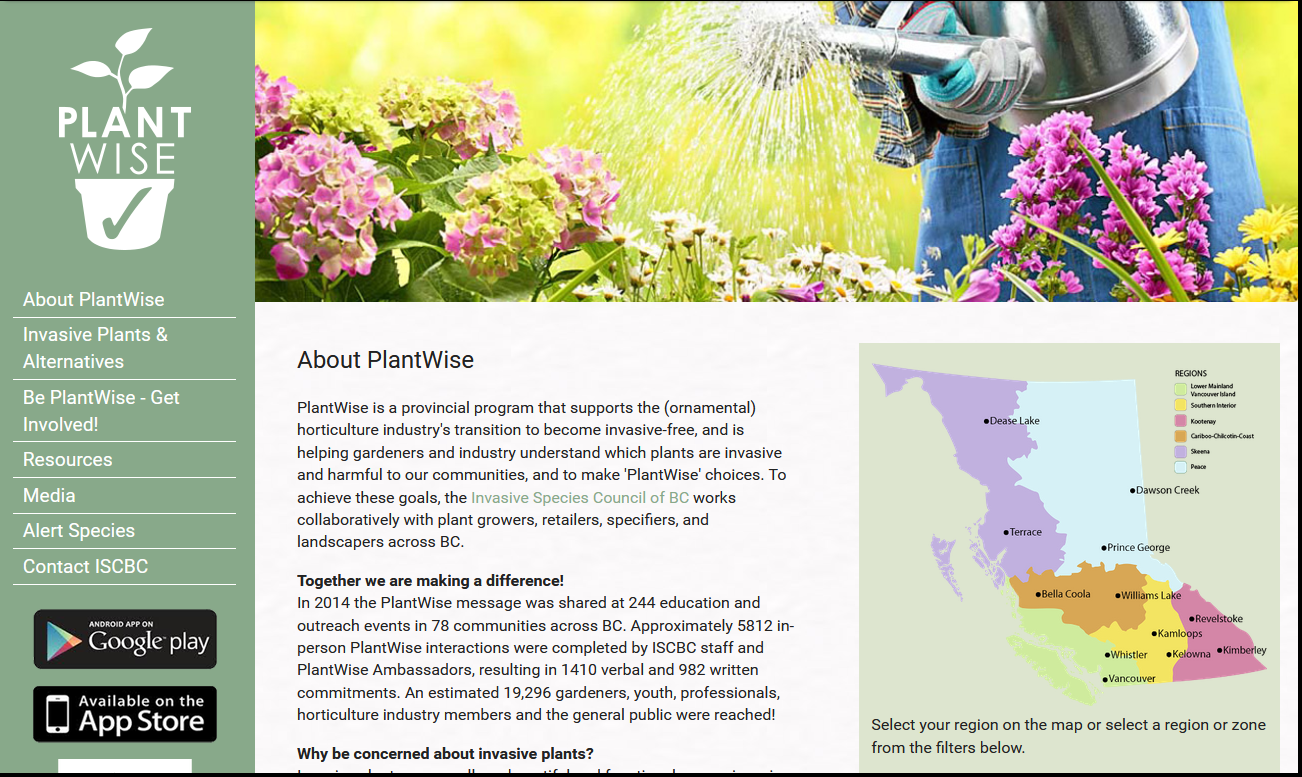 PLANT
WISE
About PlantWise
Invasive Plants &
Alternatives
Be PlantWise - Get
Involved!
Resources
Media
Alert Species
Contact ISCBC
ANDROID APP ON
Google play
Available on the
App Store
About PlantWise
PlantWise is a provincial program that supports the (ornamental)
horticulture industry's transition to become invasive-free, and is
helping gardeners and industry understand which plants are invasive
and harmful to our communities, and to make 'PlantWise' choices. To
achieve these goals, the Invasive Species Council of BC works
collaboratively with plant growers, retailers, specifiers, and
landscapers across BC.
Together we are making a difference!
In 2014 the PlantWise message was shared at 244 education and
outreach events in 78 communities across BC. Approximately 5812 in-
person PlantWise interactions were completed by ISCBC staff and
PlantWise Ambassadors, resulting in 1410 verbal and 982 written
commitments. An estimated 19,296 gardeners, youth, professionals,
horticulture industry members and the general public were reached!
Why be concerned about invasive plants?
REGIONS
Lower Mainland
Vancouver Island
Southern Interior
Kootenay
Cariboo-Chilcotin-Coast
Skeena
Peace
Dease Lake
Dawson Creek
Terrace
Prince George
Bella Coola
Williams Lake
Revelstoke
Kamloops
Kimberley
Whistler
Kelowna
Vancouver
Select your region on the map or select a region or zone
from the filters below.